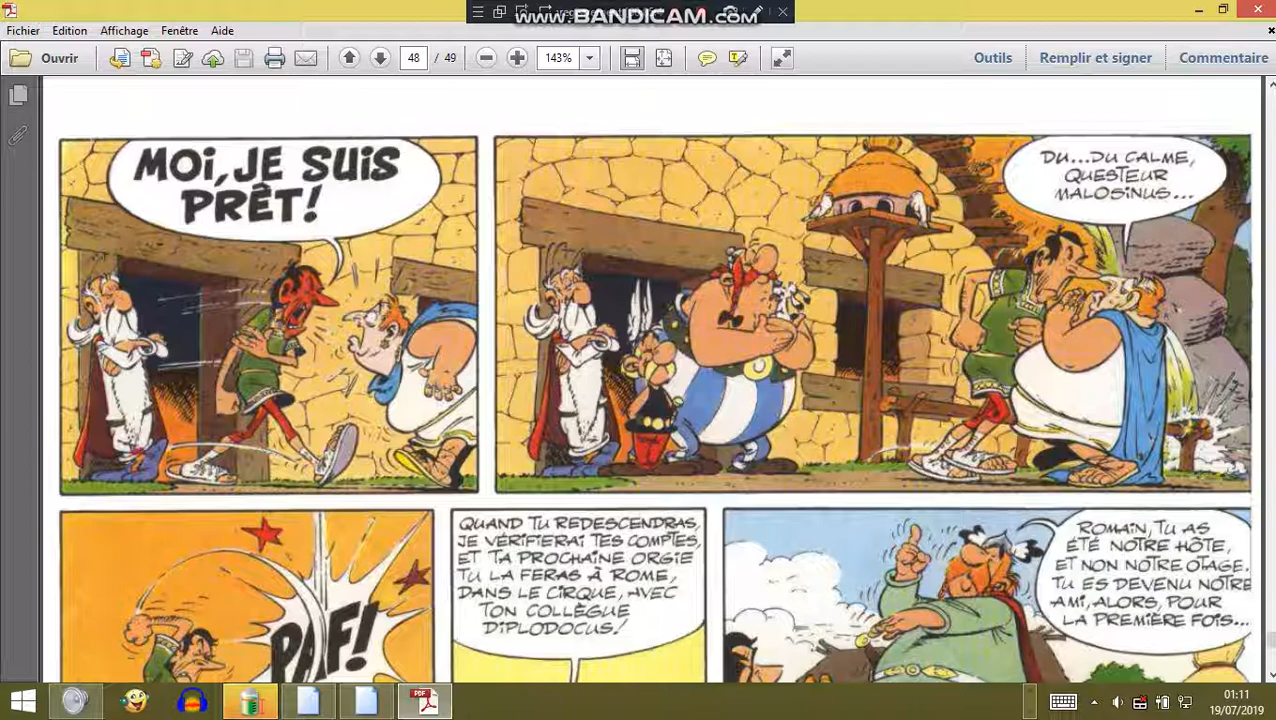 www.BANDICAM.com
Fichier Edition Affichage Fenêtre Aide
Ouvrir 48 / 49 143% Outils Remplir et signer Commentaire
MOI, JE SUIS
PRÊT!
DU...DU CALME,
QUESTEUR
MALOSINUS...
PAF!
QUAND TU REDESCENDRAS,
JE VÉRIFIERAI TES COMPTES,
ET TA PROCHAINE ORGIE
TU LA FERAS À ROME,
DANS LE CIRQUE, AVEC
TON COLLÈGUE
DIPLODOCUS!
ROMAIN, TU AS
ÉTÉ NOTRE HÔTE,
ET NON NOTRE OTAGE.
TU ES DEVENU NOTRE
AMI, ALORS, POUR
LA PREMIÈRE FOIS...
PDF
01:11
19/07/2019